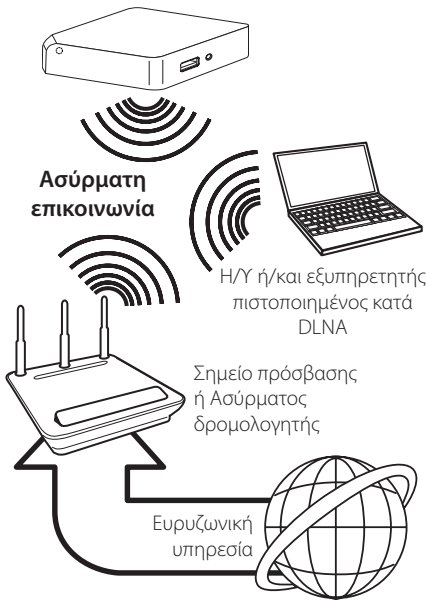 Ασύρματη
επικοινωνία
Η/Υ ή/και εξυπηρετητής
πιστοποιημένος κατά
DLNA
Σημείο πρόσβασης
ή Ασύρματος
δρομολογητής
Ευρυζωνική
υπηρεσία